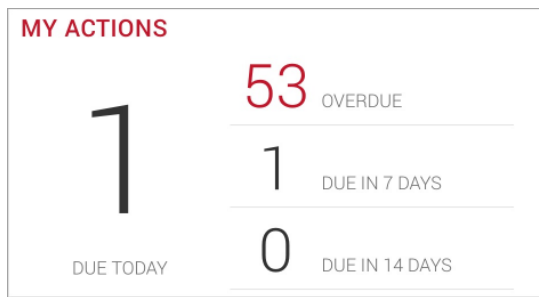 MY ACTIONS
1
DUE TODAY
53 OVERDUE
1 DUE IN 7 DAYS
0 DUE IN 14 DAYS